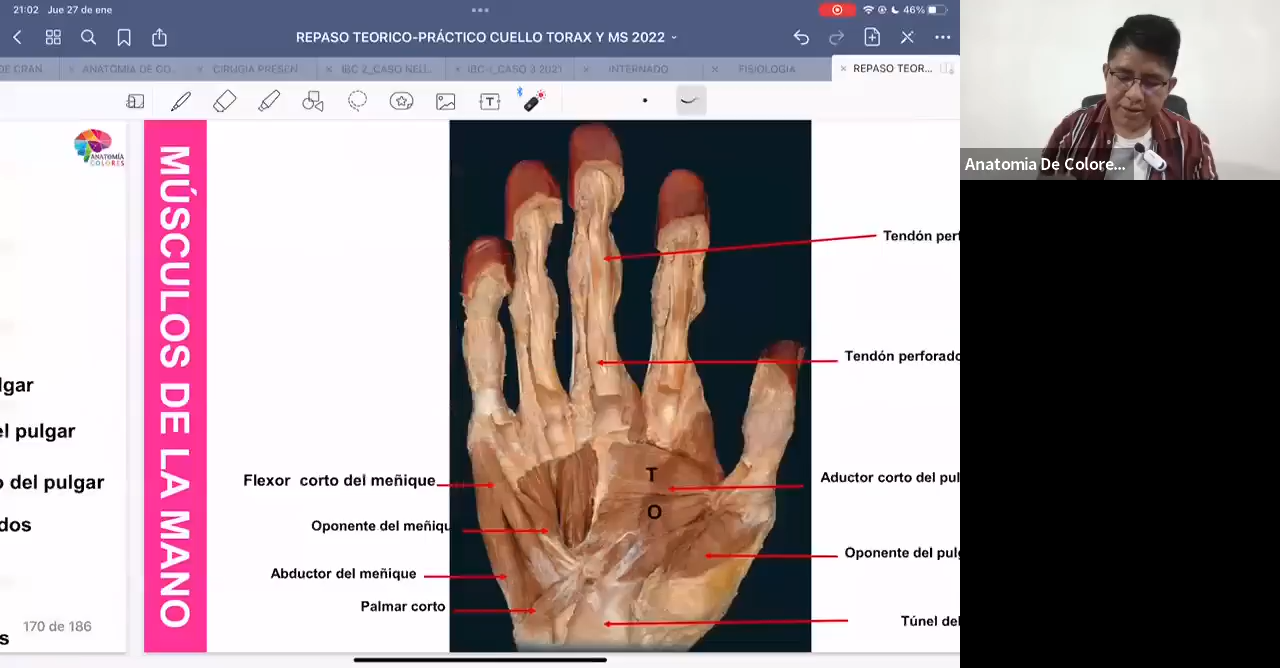 21:02 Jue 27 de ene
46%
REPASO TEORICO-PRÁCTICO CUELLO TORAX Y MS 2022
DE CRAN
ANATOMIA DE CO...
CIRUGIA PRESEN
IBC 2_CASO NEU...
IBC-I_CASO 3 2021
INTERNADO
FISIOLOGIA
REPASO TEOR...
T
ANATOMÍA
COLORES
MÚSCULOS DE LA MANO
Tendón perf
Tendón perforado
lgar
el pulgar
o del pulgar
dos
s
170 de 186
Flexor corto del meñique
Oponente del meñiqu
Abductor del meñique
Palmar corto
T
O
Aductor corto del pul
Oponente del pulg
Túnel del
Anatomia De Colore...